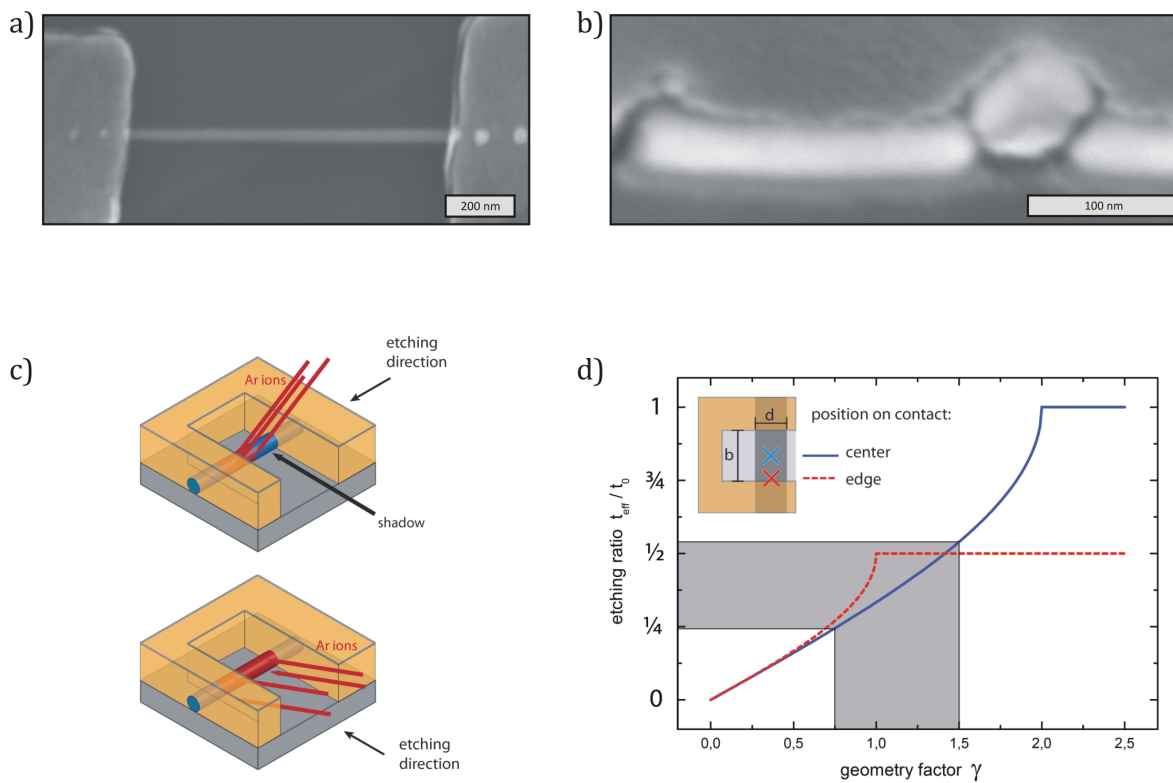 a)
200 nm
b)
100 nm
c)
etching
direction
Ar ions
shadow
Ar ions
etching
direction
d)
etching ratio t_eff / t_0
1
¾
½
¼
0
d
b
position on contact:
center
edge
0,0 0,5 1,0 1,5 2,0 2,5
geometry factor γ